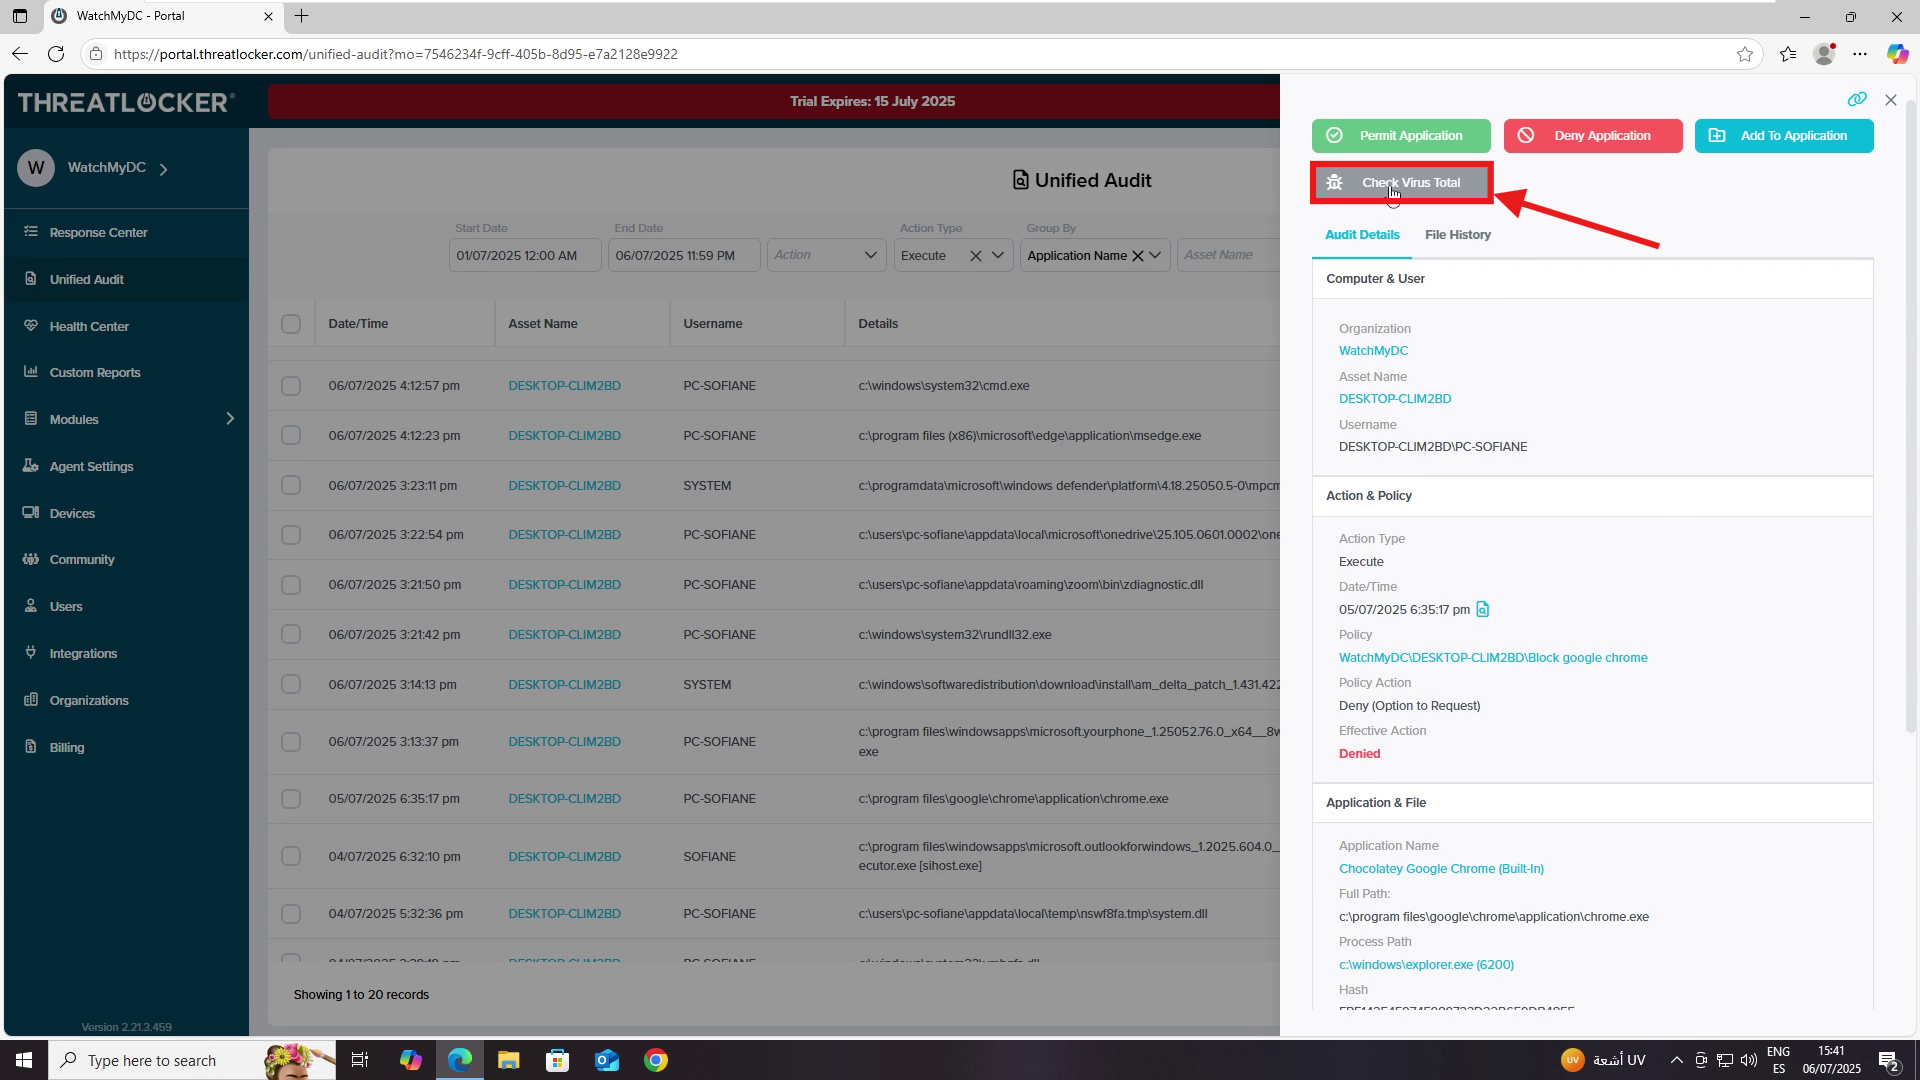 WatchMyDC - Portal
https://portal.threatlocker.com/unified-audit?mo=7546234f-9cff-405b-8d95-e7a2128e9922
THREATLOCKER
Trial Expires: 15 July 2025
W WatchMyDC
Response Center
Unified Audit
Health Center
Custom Reports
Modules
Agent Settings
Devices
Community
Users
Integrations
Organizations
Billing
Version 2.21.3.459
Unified Audit
Start Date End Date Action Type Group By
01/07/2025 12:00 AM 06/07/2025 11:59 PM Action Execute Application Name Asset Name
Date/Time Asset Name Username Details
06/07/2025 4:12:57 pm DESKTOP-CLIM2BD PC-SOFIANE c:\windows\system32\cmd.exe
06/07/2025 4:12:23 pm DESKTOP-CLIM2BD PC-SOFIANE c:\program files (x86)\microsoft\edge\application\msedge.exe
06/07/2025 3:23:11 pm DESKTOP-CLIM2BD SYSTEM c:\programdata\microsoft\windows defender\platform\4.18.25050.5-0\mpcm
06/07/2025 3:22:54 pm DESKTOP-CLIM2BD PC-SOFIANE c:\users\pc-sofiane\appdata\local\microsoft\onedrive\25.105.0601.0002\one
06/07/2025 3:21:50 pm DESKTOP-CLIM2BD PC-SOFIANE c:\users\pc-sofiane\appdata\roaming\zoom\bin\zdiagnostic.dll
06/07/2025 3:21:42 pm DESKTOP-CLIM2BD PC-SOFIANE c:\windows\system32\rundll32.exe
06/07/2025 3:14:13 pm DESKTOP-CLIM2BD SYSTEM c:\windows\softwaredistribution\download\install\am_delta_patch_1.431.422
06/07/2025 3:13:37 pm DESKTOP-CLIM2BD PC-SOFIANE c:\program files\windowsapps\microsoft.yourphone_1.25052.76.0_x64__8w
exe
05/07/2025 6:35:17 pm DESKTOP-CLIM2BD PC-SOFIANE c:\program files\google\chrome\application\chrome.exe
04/07/2025 6:32:10 pm DESKTOP-CLIM2BD SOFIANE c:\program files\windowsapps\microsoft.outlookforwindows_1.2025.604.0_
ecutor.exe [sihost.exe]
04/07/2025 5:32:36 pm DESKTOP-CLIM2BD PC-SOFIANE c:\users\pc-sofiane\appdata\local\temp\nswf8fa.tmp\system.dll
Showing 1 to 20 records
Permit Application Deny Application Add To Application
Check Virus Total
Audit Details File History
Computer & User
Organization
WatchMyDC
Asset Name
DESKTOP-CLIM2BD
Username
DESKTOP-CLIM2BD\PC-SOFIANE
Action & Policy
Action Type
Execute
Date/Time
05/07/2025 6:35:17 pm
Policy
WatchMyDC\DESKTOP-CLIM2BD\Block google chrome
Policy Action
Deny (Option to Request)
Effective Action
Denied
Application & File
Application Name
Chocolatey Google Chrome (Built-In)
Full Path:
c:\program files\google\chrome\application\chrome.exe
Process Path
c:\windows\explorer.exe (6200)
Hash
Type here to search
UV أشعة UV
ENG
ES
15:41
06/07/2025
2